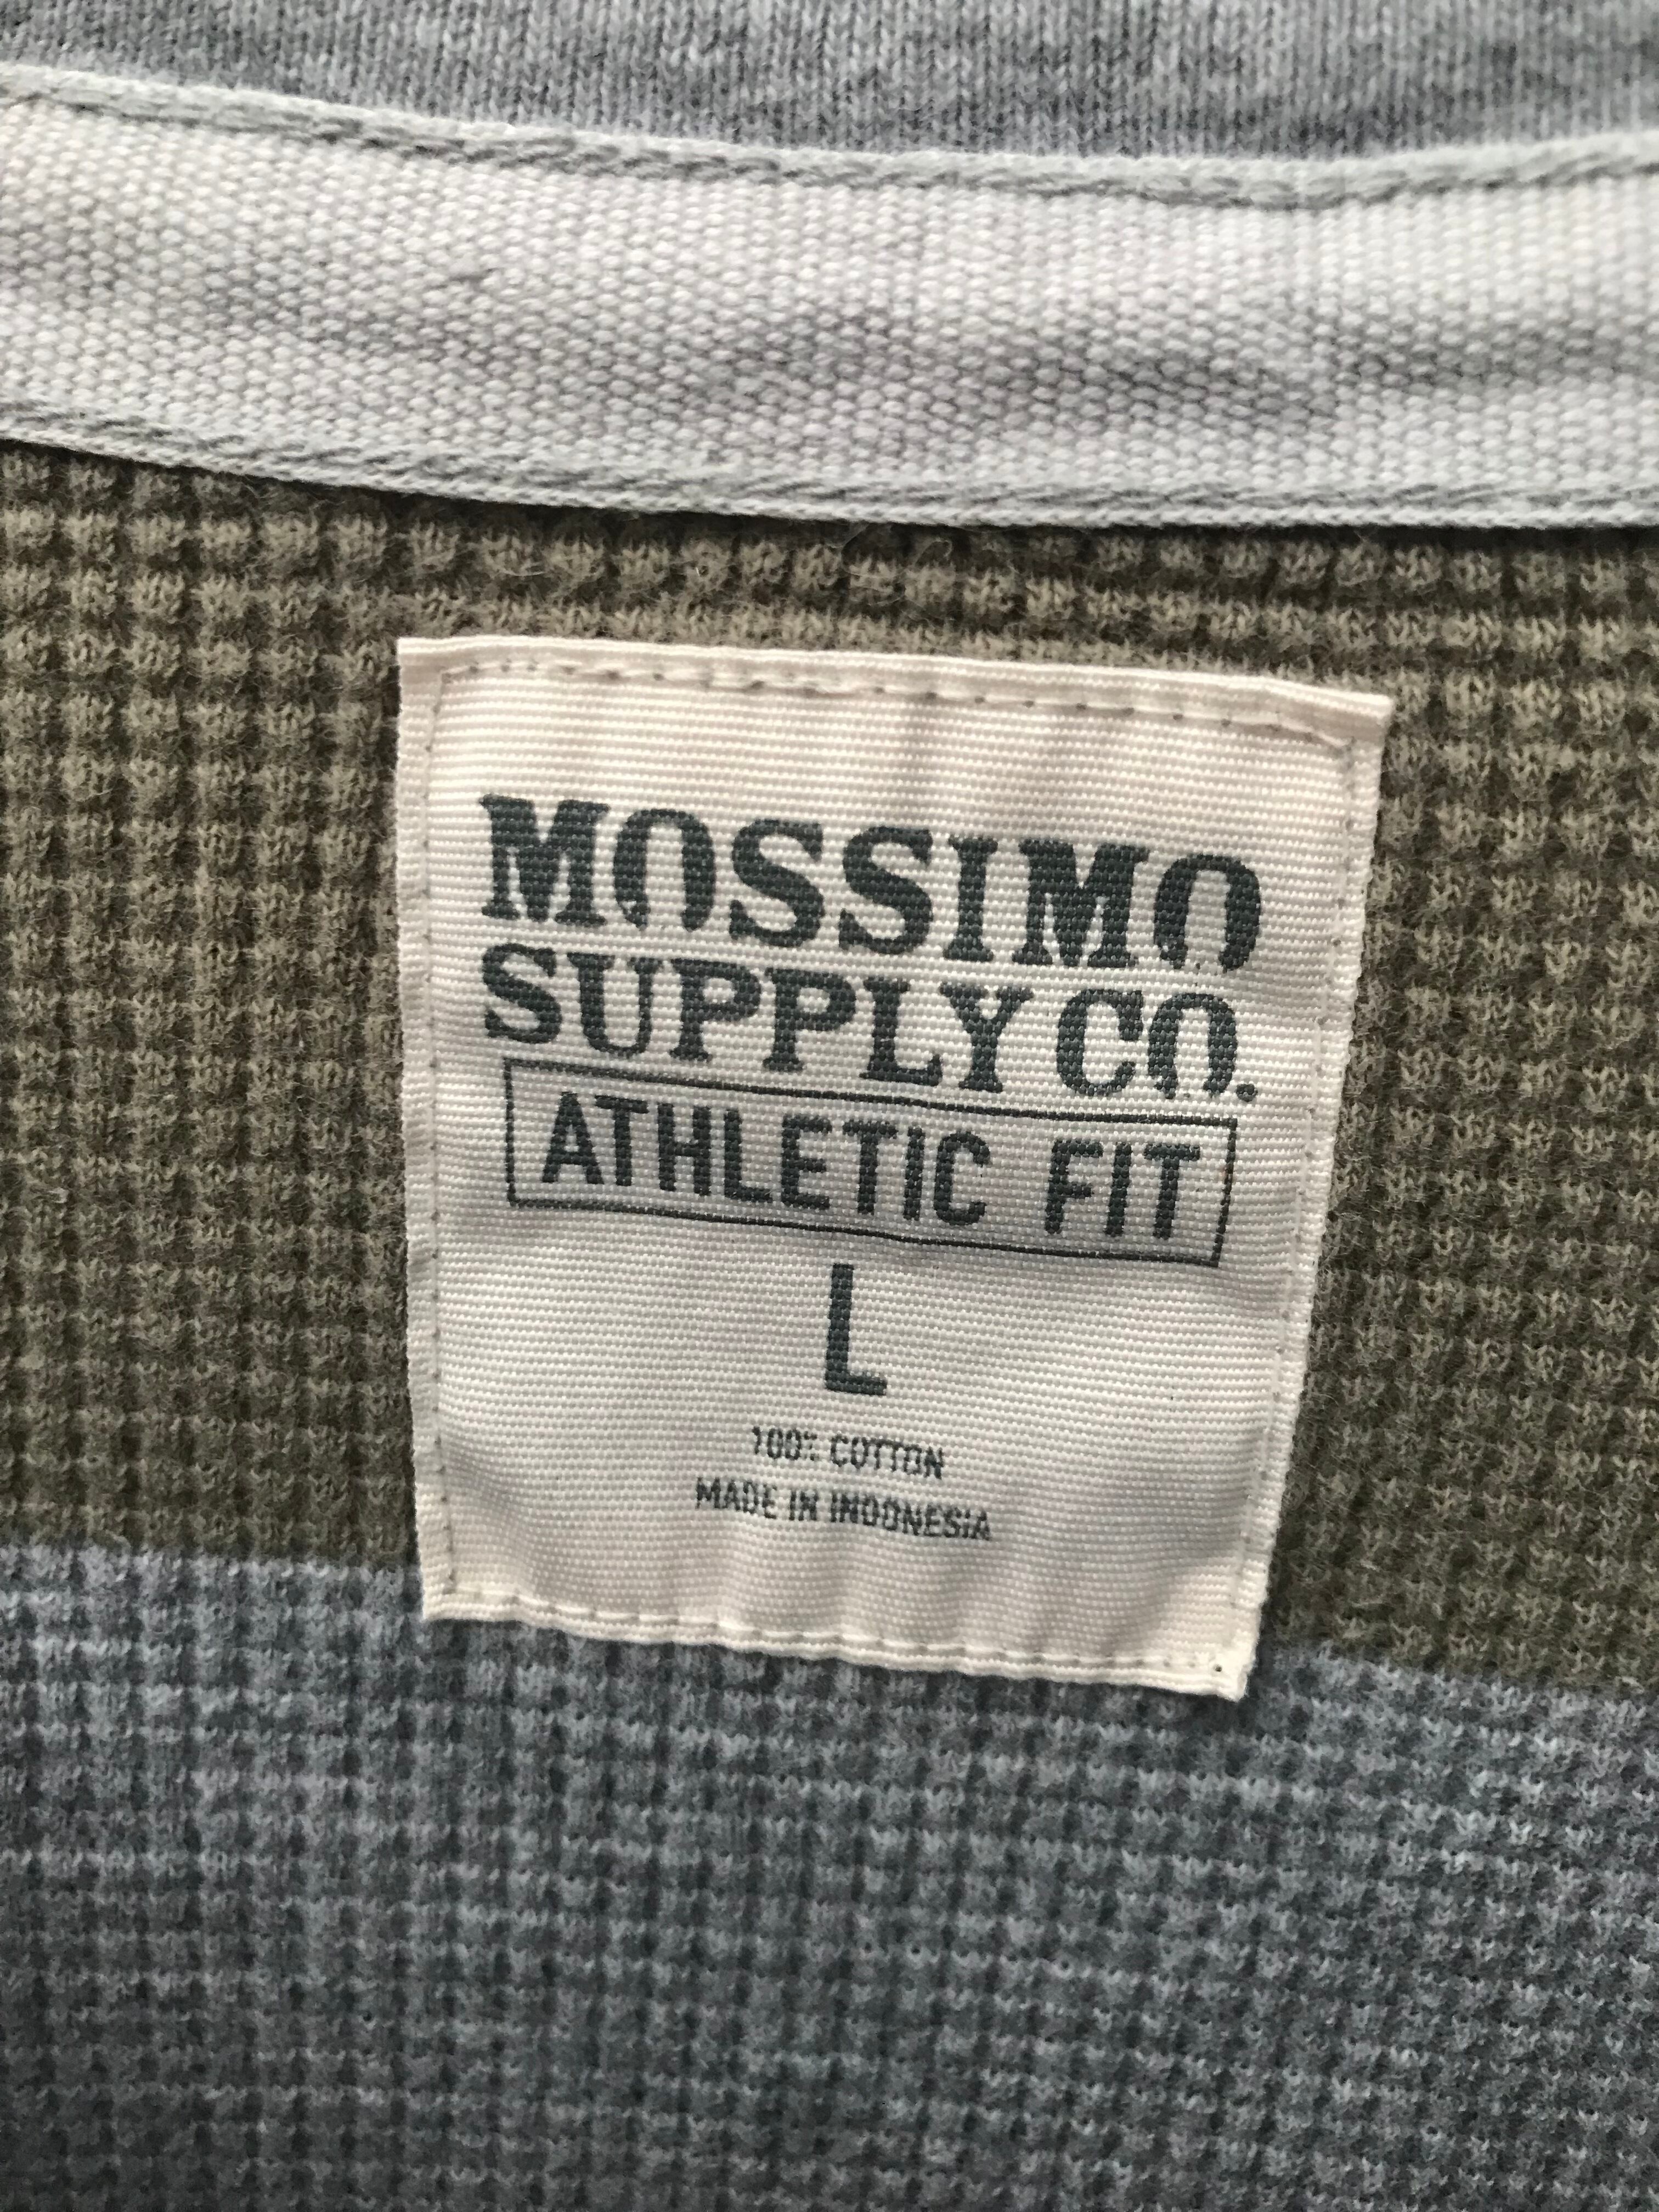 MOSSIMO
SUPPLY CO.
ATHLETIC FIT
L
100% COTTON
MADE IN INDONESIA